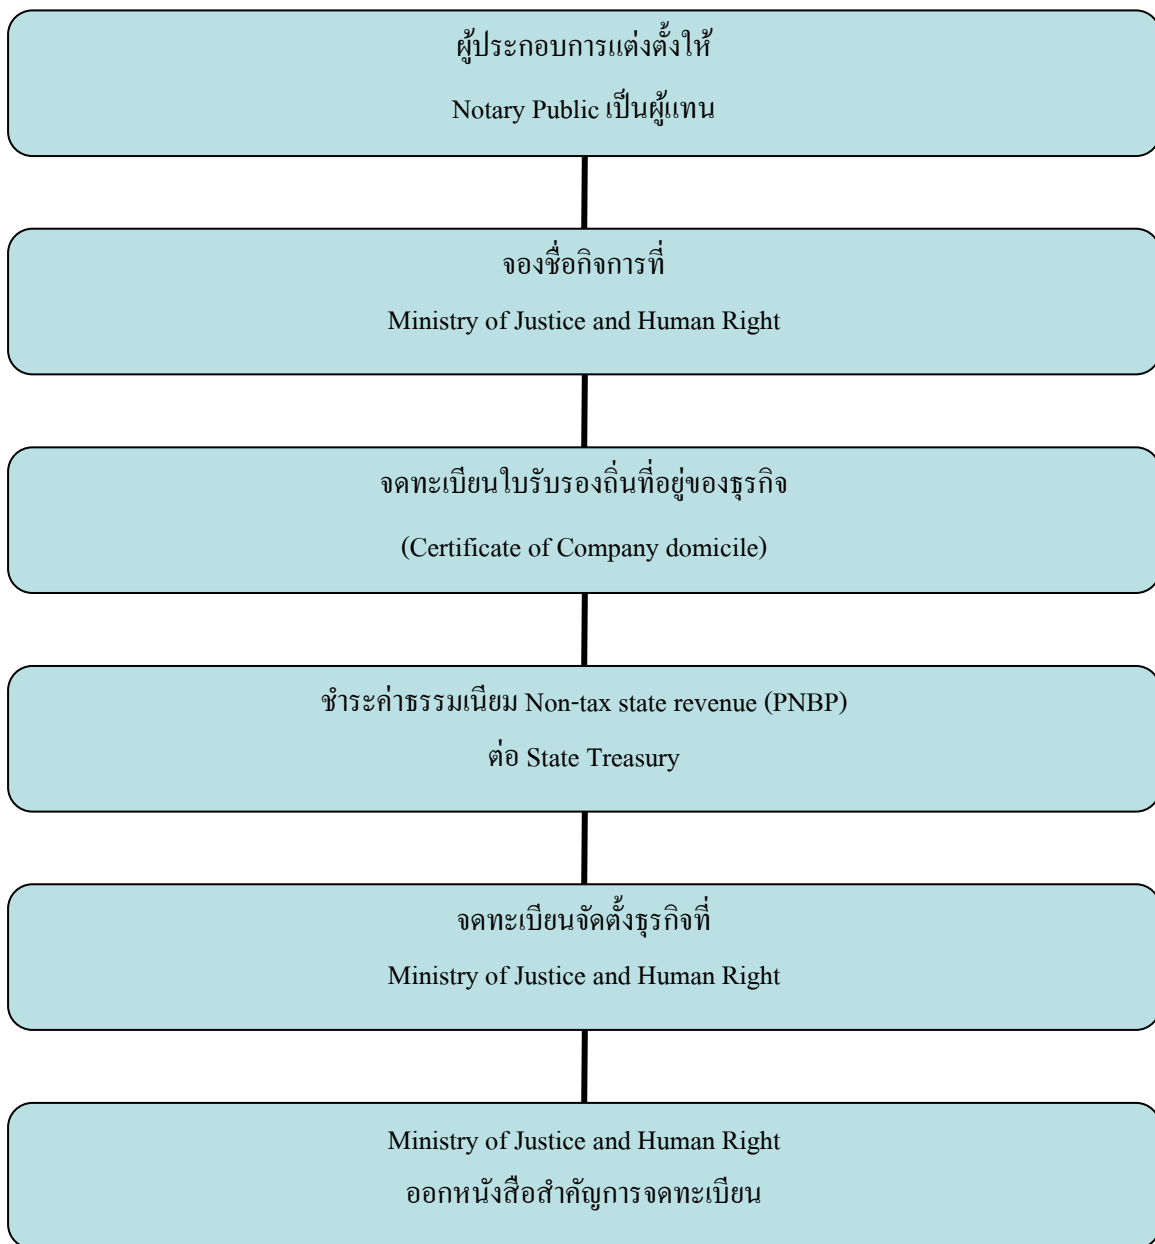 ผู้ประกอบการแต่งตั้งให้
Notary Public เป็นผู้แทน
จองชื่อกิจการที่
Ministry of Justice and Human Right
จดทะเบียนใบรับรองถิ่นที่อยู่ของธุรกิจ
(Certificate of Company domicile)
ชำระค่าธรรมเนียม Non-tax state revenue (PNBP)
ต่อ State Treasury
จดทะเบียนจัดตั้งธุรกิจที่
Ministry of Justice and Human Right
Ministry of Justice and Human Right
ออกหนังสือสำคัญการจดทะเบียน